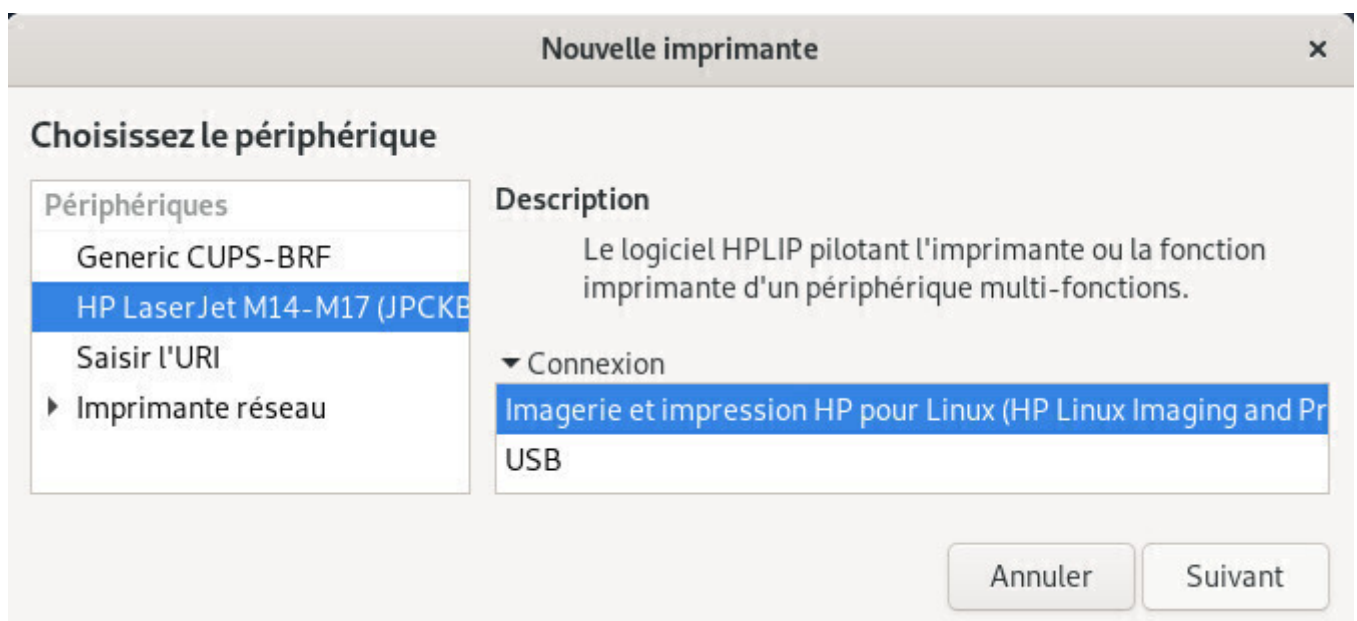 Nouvelle imprimante
Choisissez le périphérique
Périphériques
Generic CUPS-BRF
HP LaserJet M14-M17 (JPCKB
Saisir l'URI
Imprimante réseau
Description
Le logiciel HPLIP pilotant l'imprimante ou la fonction
imprimante d'un périphérique multi-fonctions.
Connexion
Imagerie et impression HP pour Linux (HP Linux Imaging and Pr
USB
Annuler
Suivant